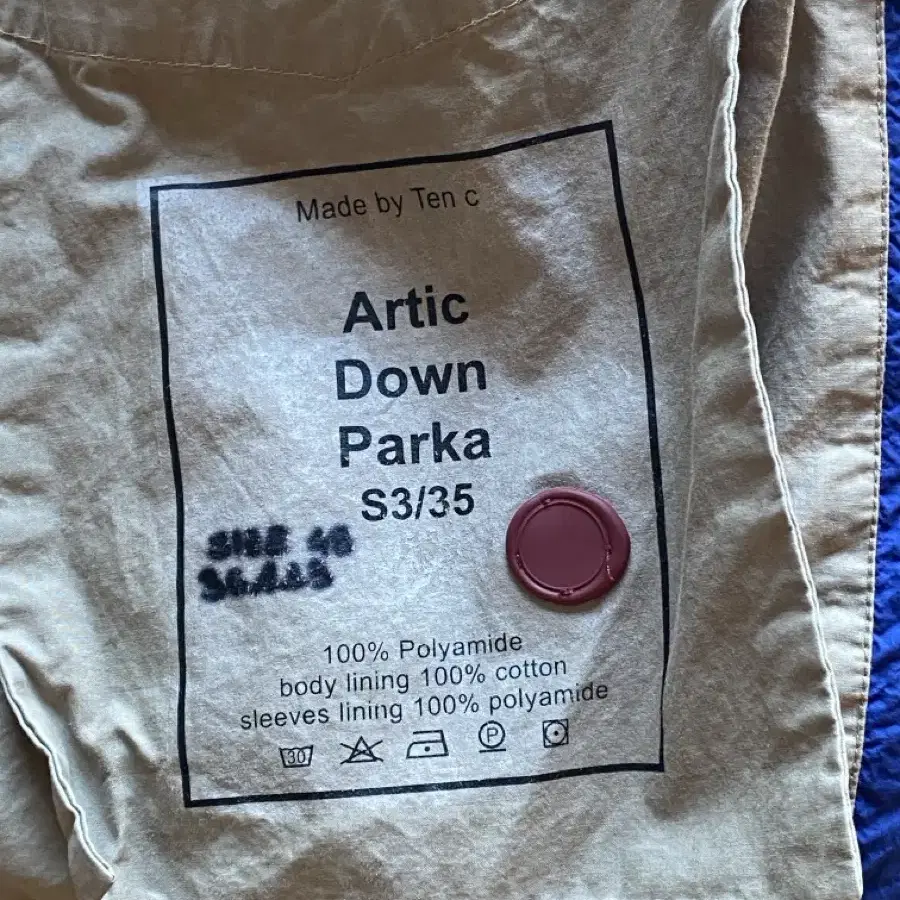 Made by Ten c
Artic
Down
Parka
S3/35
SIZE 48
100% Polyamide
body lining 100% cotton
sleeves lining 100% polyamide
30
P